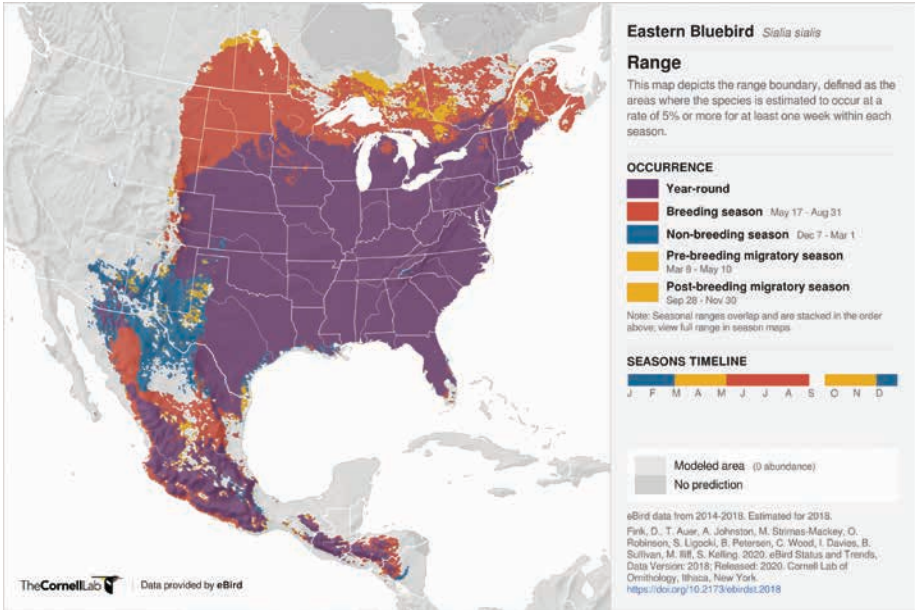 Eastern Bluebird Sialia sialis
Range
This map depicts the range boundary, defined as the
areas where the species is estimated to occur at a
rate of 5% or more for at least one week within each
season.
OCCURRENCE
Year-round
Breeding season May 17 - Aug 31
Non-breeding season Dec 7 - Mar 1
Pre-breeding migratory season
Mar 8 - May 10
Post-breeding migratory season
Sep 28 - Nov 30
Note: Seasonal ranges overlap and are stacked in the order
above; view full range in season maps
SEASONS TIMELINE
J F M A M J J A S O N D
Modeled area (0 abundance)
No prediction
eBird data from 2014-2018. Estimated for 2018.
Fink, D., T. Auer, A. Johnston, M. Strimas-Mackey, O.
Robinson, S. Ligocki, B. Petersen, C. Wood, I. Davies, B.
Sullivan, M. Iliff, S. Kelling. 2020. eBird Status and Trends,
Data Version: 2018; Released: 2020. Cornell Lab of
Ornithology, Ithaca, New York.
https://doi.org/10.2173/ebirdst.2018
TheCornellLab Data provided by eBird